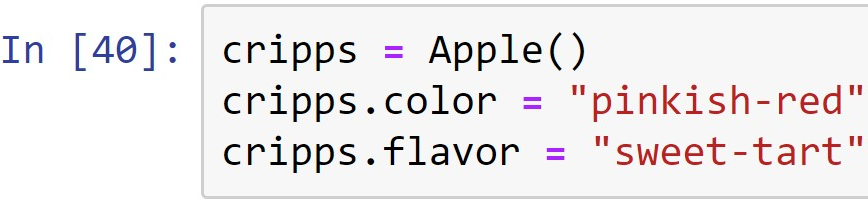 In [40]: cripps = Apple()
cripps.color = "pinkish-red"
cripps.flavor = "sweet-tart"